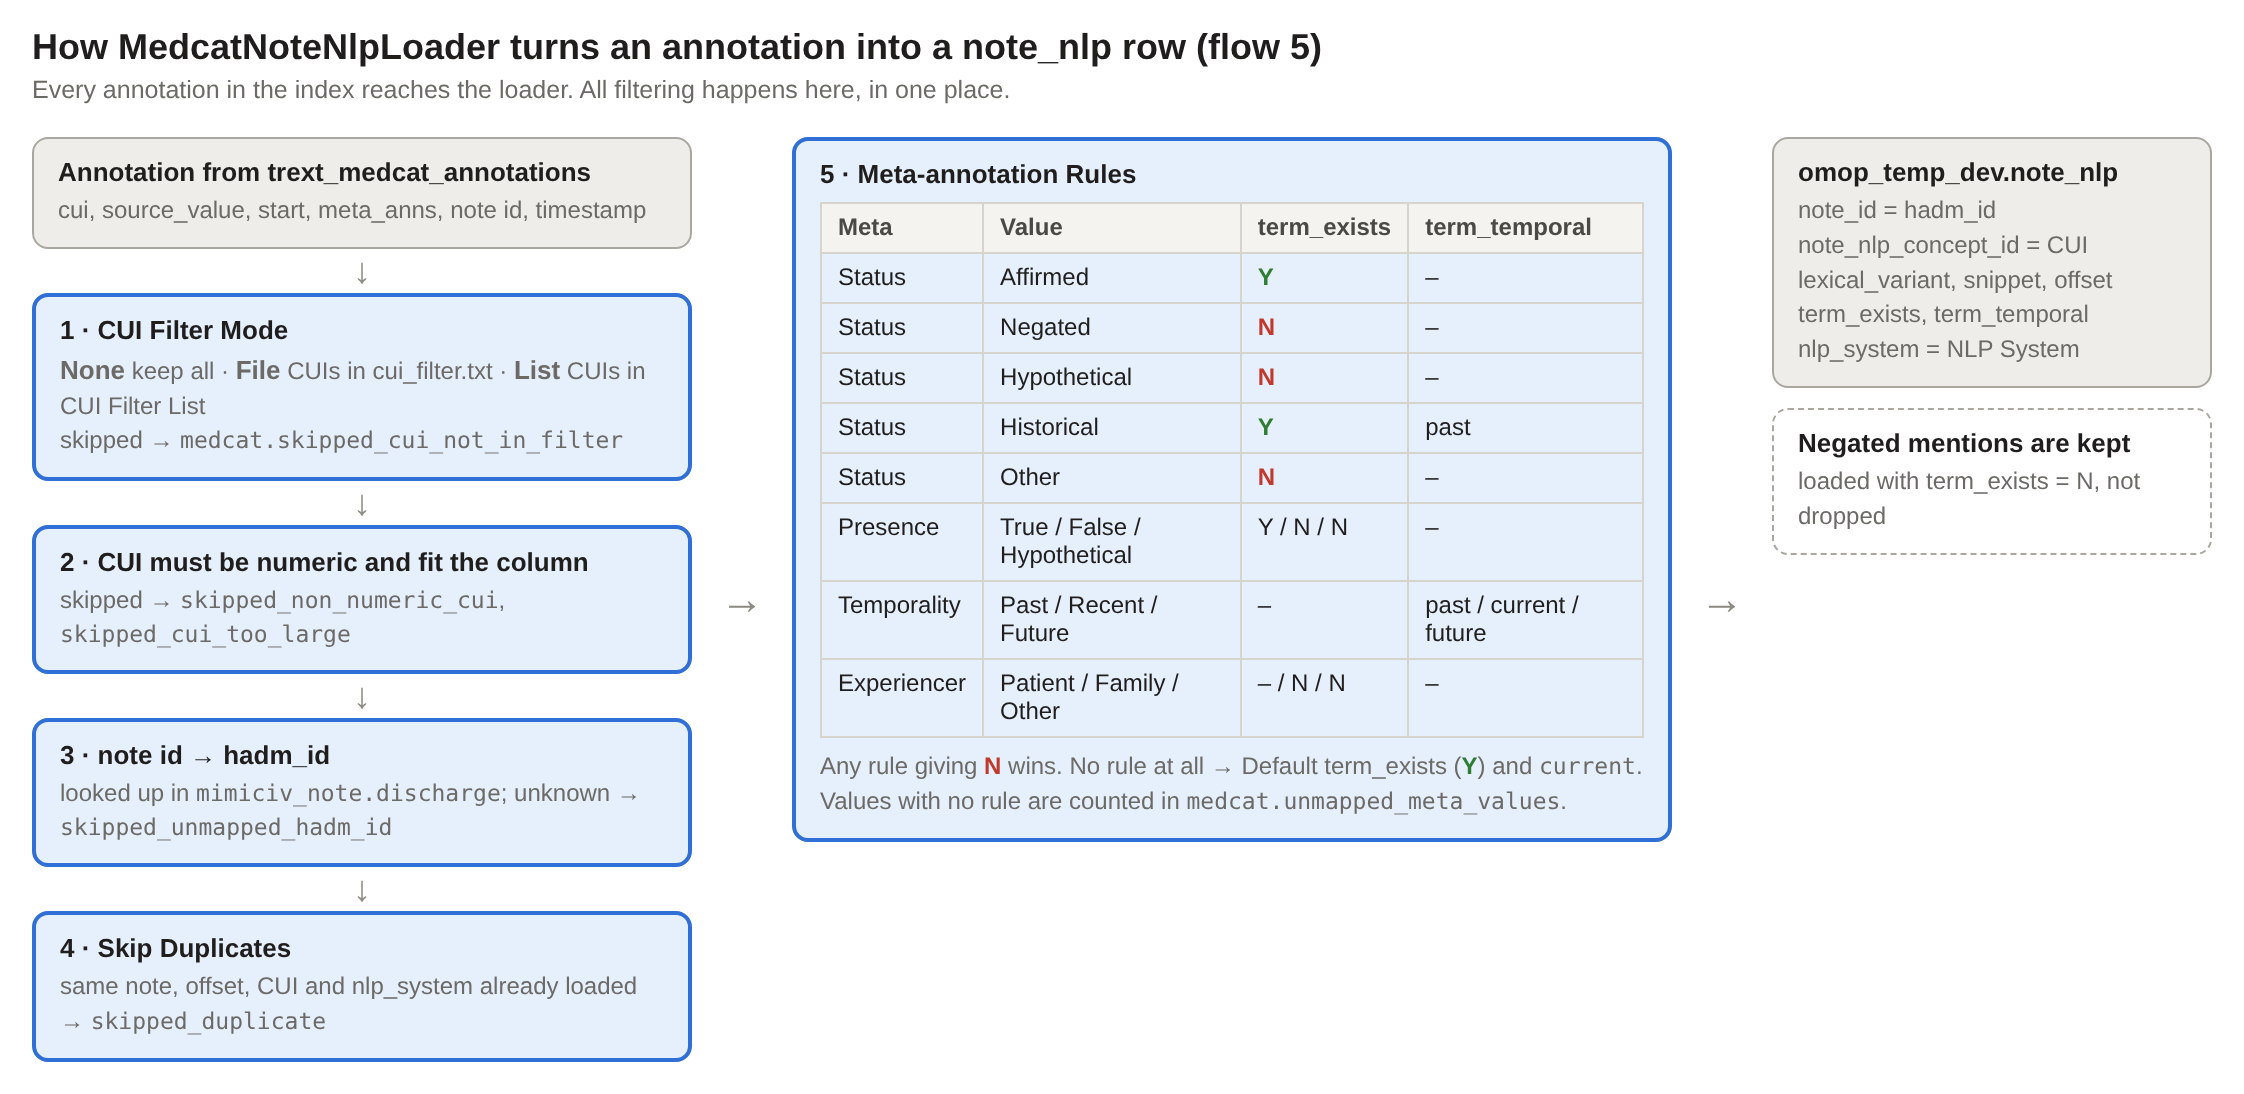 How MedcatNoteNlpLoader turns an annotation into a note_nlp row (flow 5)
Every annotation in the index reaches the loader. All filtering happens here, in one place.
Annotation from trext_medcat_annotations
cui, source_value, start, meta_anns, note id, timestamp
↓
1 · CUI Filter Mode
None keep all · File CUIs in cui_filter.txt · List CUIs in
CUI Filter List
skipped → medcat.skipped_cui_not_in_filter
↓
2 · CUI must be numeric and fit the column
skipped → skipped_non_numeric_cui,
skipped_cui_too_large
↓
3 · note id → hadm_id
looked up in mimiciv_note.discharge; unknown →
skipped_unmapped_hadm_id
↓
4 · Skip Duplicates
same note, offset, CUI and nlp_system already loaded
→ skipped_duplicate
→
5 · Meta-annotation Rules
Meta Value term_exists term_temporal
Status Affirmed Y –
Status Negated N –
Status Hypothetical N –
Status Historical Y past
Status Other N –
Presence True / False / Y / N / N –
Hypothetical
Temporality Past / Recent / – past / current /
Future future
Experiencer Patient / Family / – / N / N –
Other
Any rule giving N wins. No rule at all → Default term_exists (Y) and current.
Values with no rule are counted in medcat.unmapped_meta_values.
→
omop_temp_dev.note_nlp
note_id = hadm_id
note_nlp_concept_id = CUI
lexical_variant, snippet, offset
term_exists, term_temporal
nlp_system = NLP System
Negated mentions are kept
loaded with term_exists = N, not
dropped